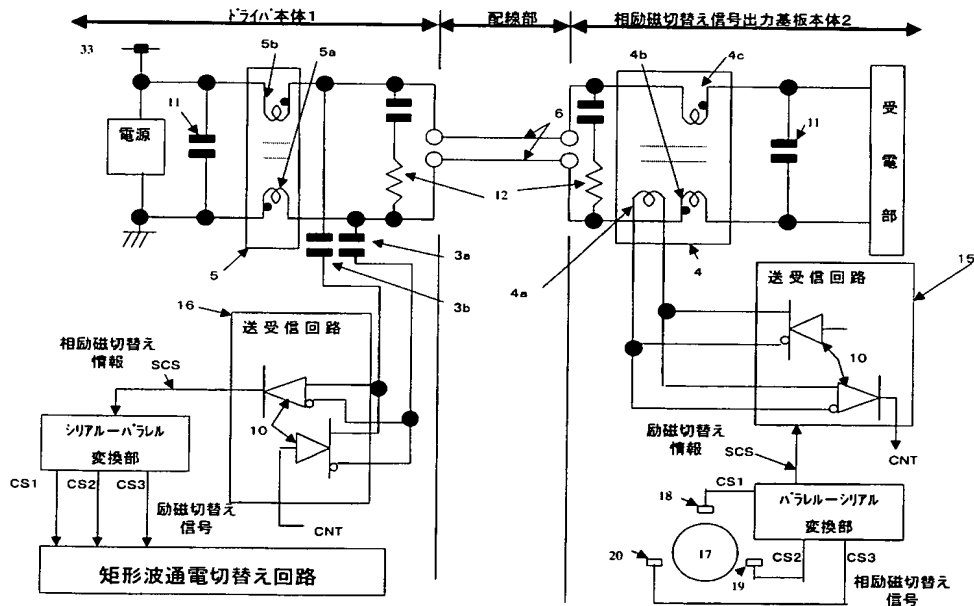 ドライバ本体1
配線部
相励磁切替え信号出力基板本体2
33
5b
5a
4b
4c
11
電源
6
12
11
受電部
5
3a
3b
4a
4
15
16
送受信回路
送受信回路
相励磁切替え
情報
SCS
10
10
シリアルーパラレル
変換部
CS1
CS2
CS3
励磁切替え
信号
CNT
矩形波通電切替え回路
励磁切替え
情報
SCS
CNT
CS1
18
パラレルーシリアル
変換部
20
17
19
CS2
CS3
相励磁切替え
信号